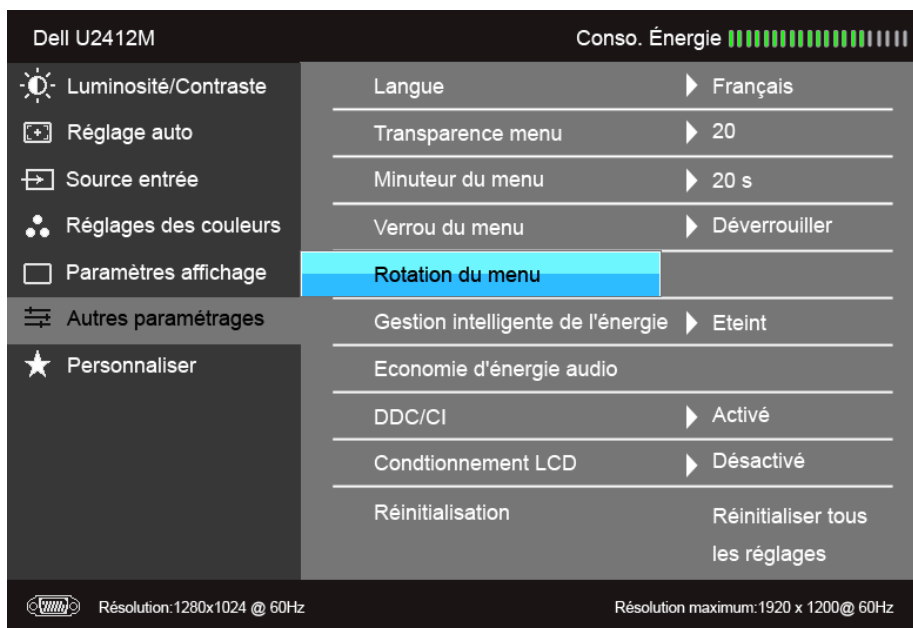 Dell U2412M
Conso. Énergie
Luminosité/Contraste
Réglage auto
Source entrée
Réglages des couleurs
Paramètres affichage
Autres paramétrages
Personnaliser
Langue Français
Transparence menu 20
Minuteur du menu 20 s
Verrou du menu Déverrouiller
Rotation du menu
Gestion intelligente de l'énergie Eteint
Economie d'énergie audio
DDC/CI Activé
Condtionnement LCD Désactivé
Réinitialisation Réinitialiser tous
les réglages
Résolution:1280x1024 @ 60Hz
Résolution maximum:1920 x 1200@ 60Hz